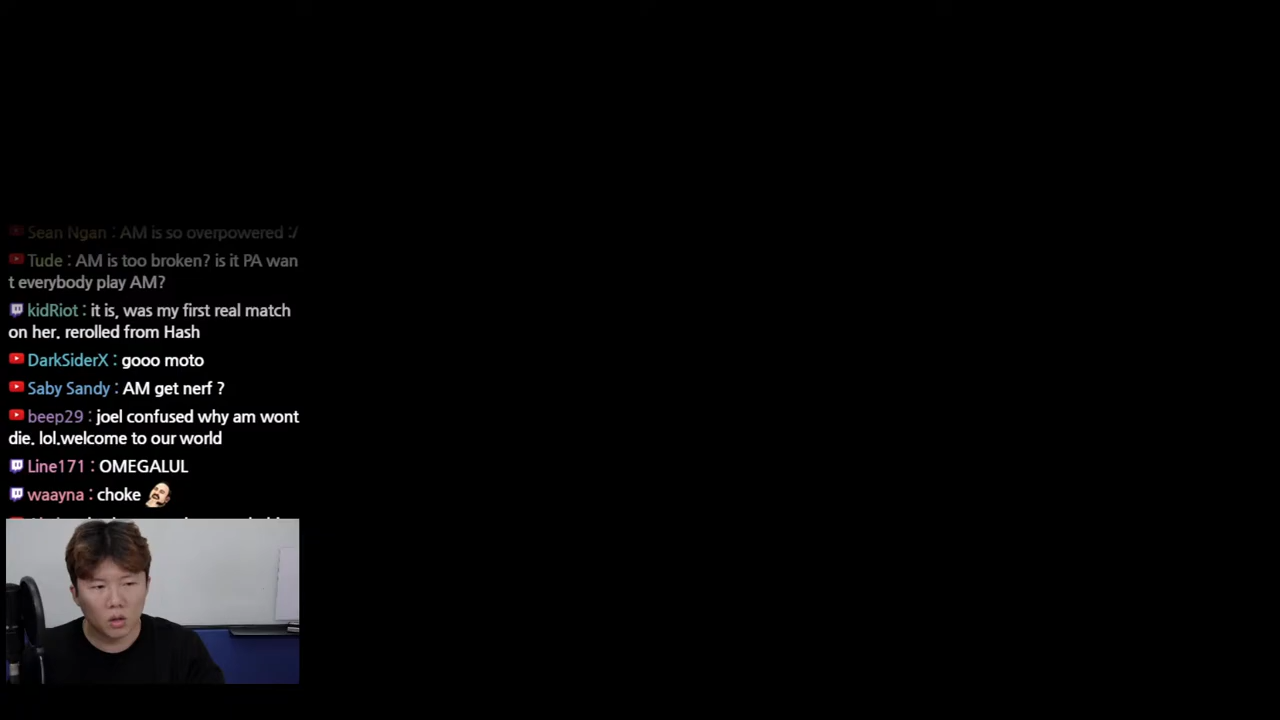 Sean Ngan : AM is so overpowered :/
Tude : AM is too broken? is it PA wan
t everybody play AM?
kidRiot : it is, was my first real match
on her. rerolled from Hash
DarkSiderX : gooo moto
Saby Sandy : AM get nerf ?
beep29 : joel confused why am wont
die. lol.welcome to our world
Line171 : OMEGALUL
waayna : choke